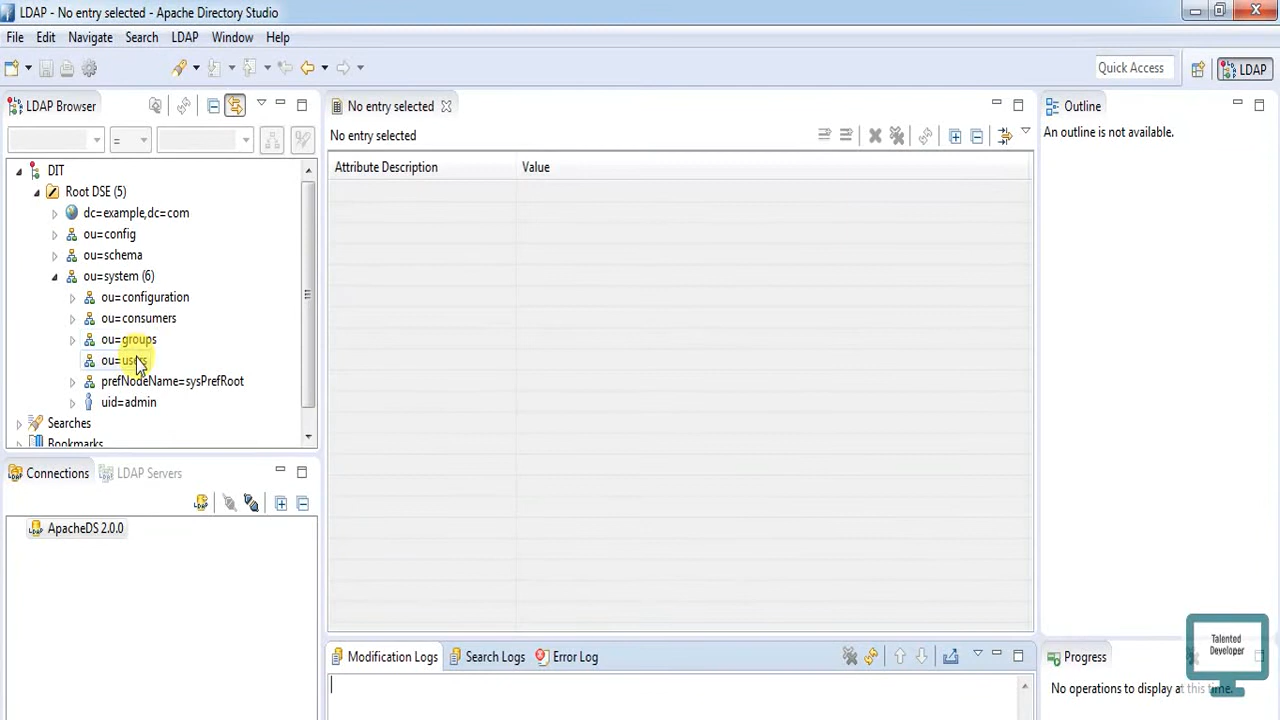 LDAP - No entry selected - Apache Directory Studio
File Edit Navigate Search LDAP Window Help
Quick Access
LDAP
LDAP Browser
=
DIT
Root DSE (5)
dc=example,dc=com
ou=config
ou=schema
ou=system (6)
ou=configuration
ou=consumers
ou=groups
ou=users
prefNodeName=sysPrefRoot
uid=admin
Searches
Bookmarks
Connections LDAP Servers
ApacheDS 2.0.0
No entry selected
No entry selected
Attribute Description Value
Modification Logs Search Logs Error Log
Outline
An outline is not available.
Progress
No operations to display at this time.
Talented
Developer